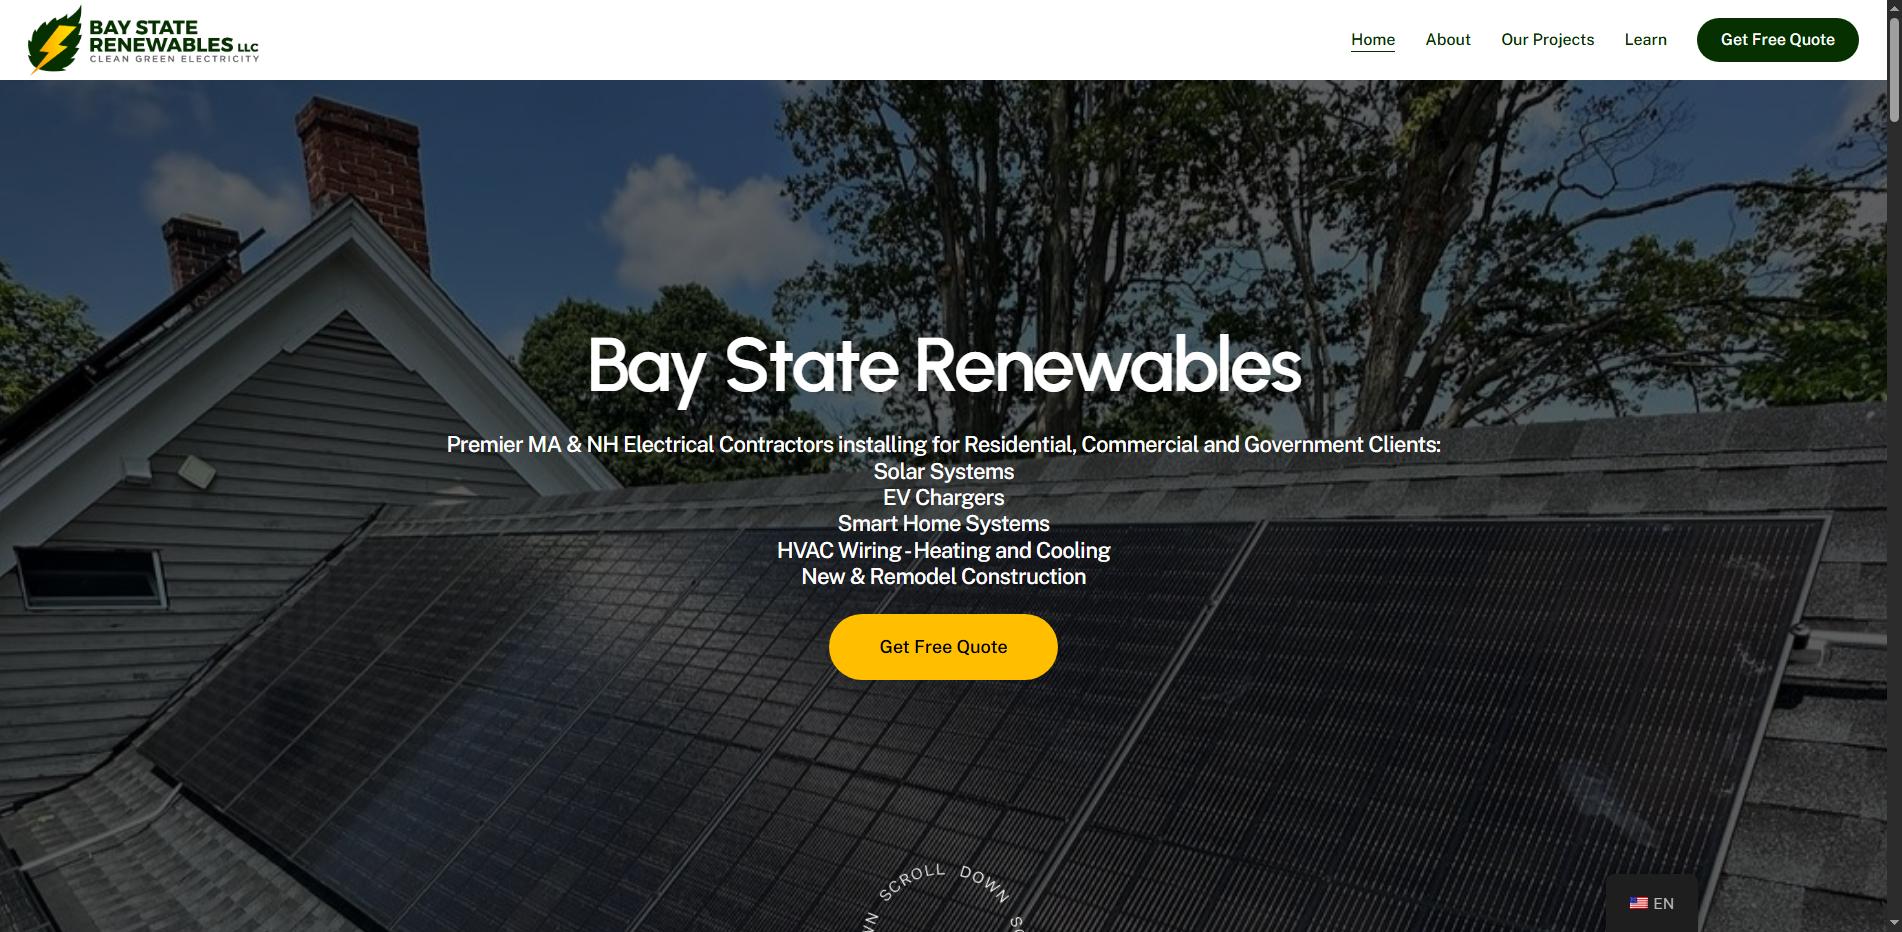 BAY STATE
RENEWABLES LLC
CLEAN GREEN ELECTRICITY
Home
About
Our Projects
Learn
Get Free Quote
Bay State Renewables
Premier MA & NH Electrical Contractors installing for Residential, Commercial and Government Clients:
Solar Systems
EV Chargers
Smart Home Systems
HVAC Wiring - Heating and Cooling
New & Remodel Construction
Get Free Quote
SCROLL DOWN
EN